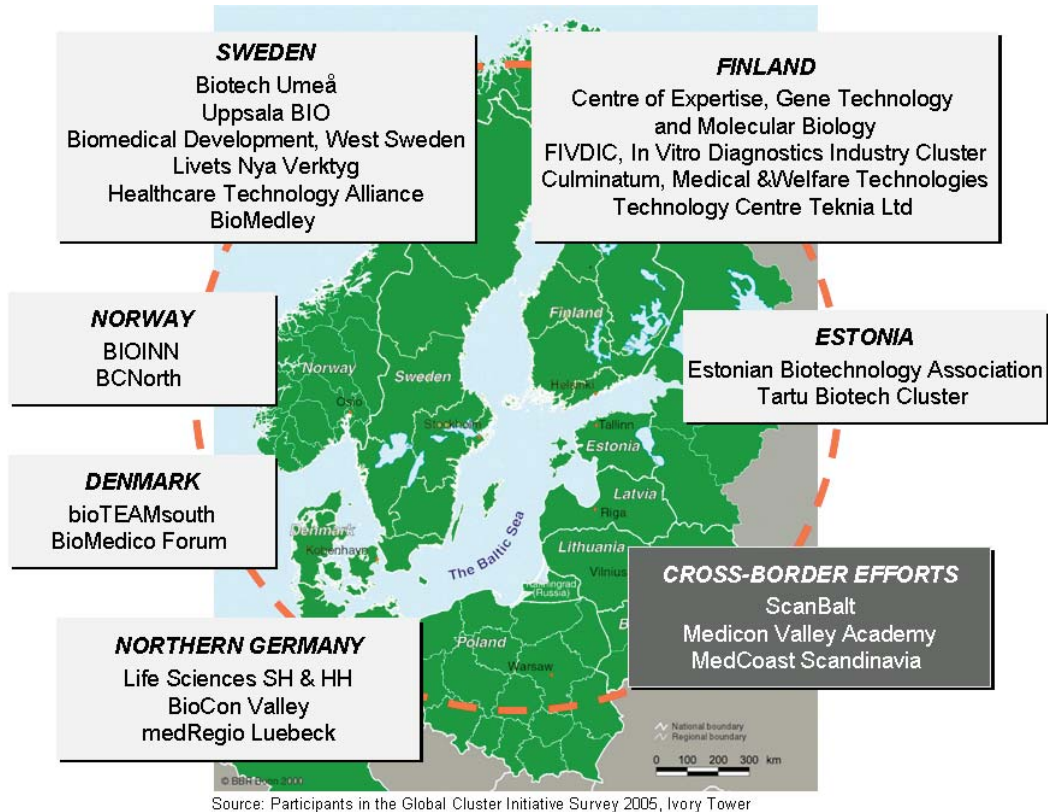 SWEDEN
Biotech Umeå
Uppsala BIO
Biomedical Development, West Sweden
Livets Nya Verktyg
Healthcare Technology Alliance
BioMedley
FINLAND
Centre of Expertise, Gene Technology
and Molecular Biology
FIVDIC, In Vitro Diagnostics Industry Cluster
Culminatum, Medical &Welfare Technologies
Technology Centre Teknia Ltd
NORWAY
BIOINN
BCNorth
ESTONIA
Estonian Biotechnology Association
Tartu Biotech Cluster
DENMARK
bioTEAMsouth
BioMedico Forum
CROSS-BORDER EFFORTS
ScanBalt
Medicon Valley Academy
MedCoast Scandinavia
NORTHERN GERMANY
Life Sciences SH & HH
BioCon Valley
medRegio Luebeck
Finland
Norway
Sweden
Helsinki
Oslo
Stockholm
Tallinn
Estonia
Latvia
Riga
Denmark
København
The Baltic Sea
Lithuania
Vilnius
(Russia)
Poland
Warsaw
National boundary
Regional boundary
0 100 200 300 km
© BBR Bonn 2000
Source: Participants in the Global Cluster Initiative Survey 2005, Ivory Tower